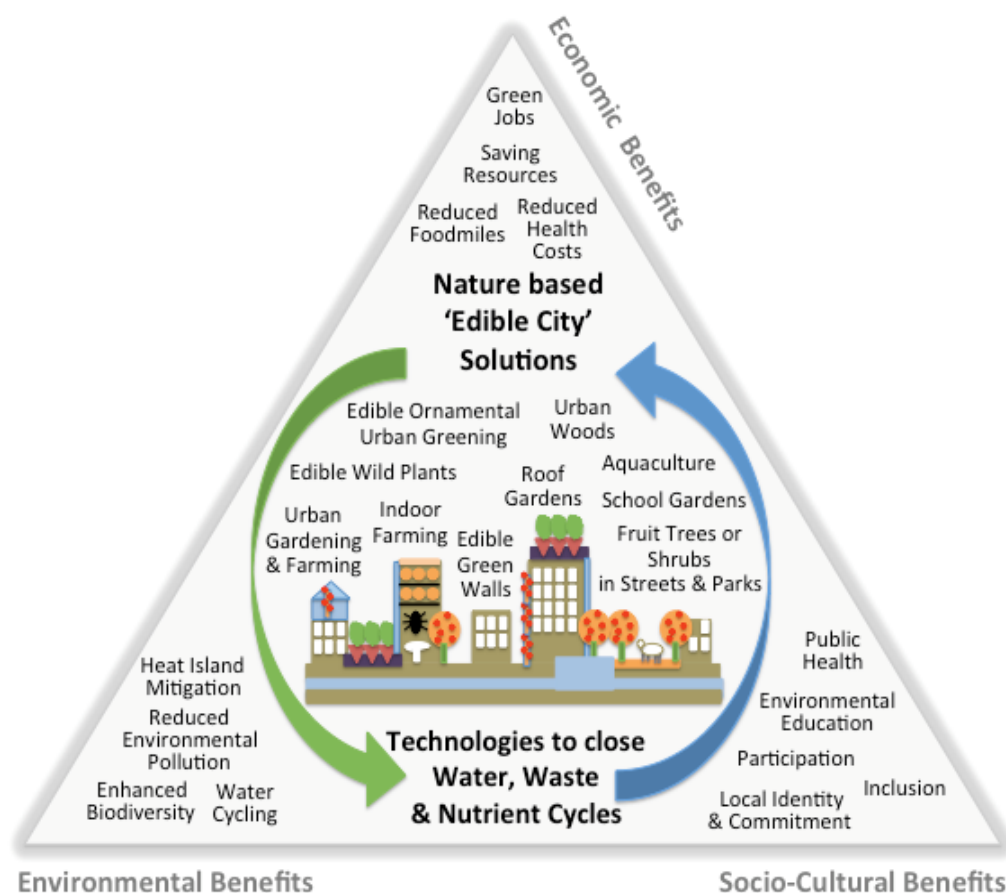 Economic Benefits
Green
Jobs
Saving
Resources
Reduced
Foodmiles
Reduced
Health
Costs
Nature based
‘Edible City’
Solutions
Edible Ornamental
Urban Greening
Urban
Woods
Edible Wild Plants
Roof
Gardens
Aquaculture
School Gardens
Urban
Gardening
& Farming
Indoor
Farming
Edible
Green
Walls
Fruit Trees or
Shrubs
in Streets & Parks
Heat Island
Mitigation
Reduced
Environmental
Pollution
Enhanced
Biodiversity
Water
Cycling
Technologies to close
Water, Waste
& Nutrient Cycles
Public
Health
Environmental
Education
Participation
Inclusion
Local Identity
& Commitment
Environmental Benefits
Socio-Cultural Benefits